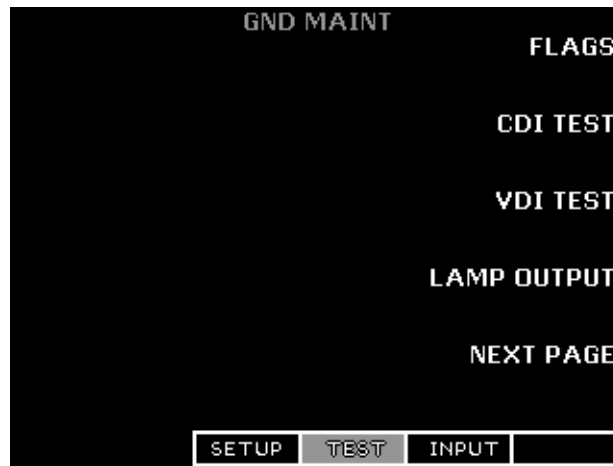 GND MAINT
FLAGS
CDI TEST
VDI TEST
LAMP OUTPUT
NEXT PAGE
SETUP TEST INPUT